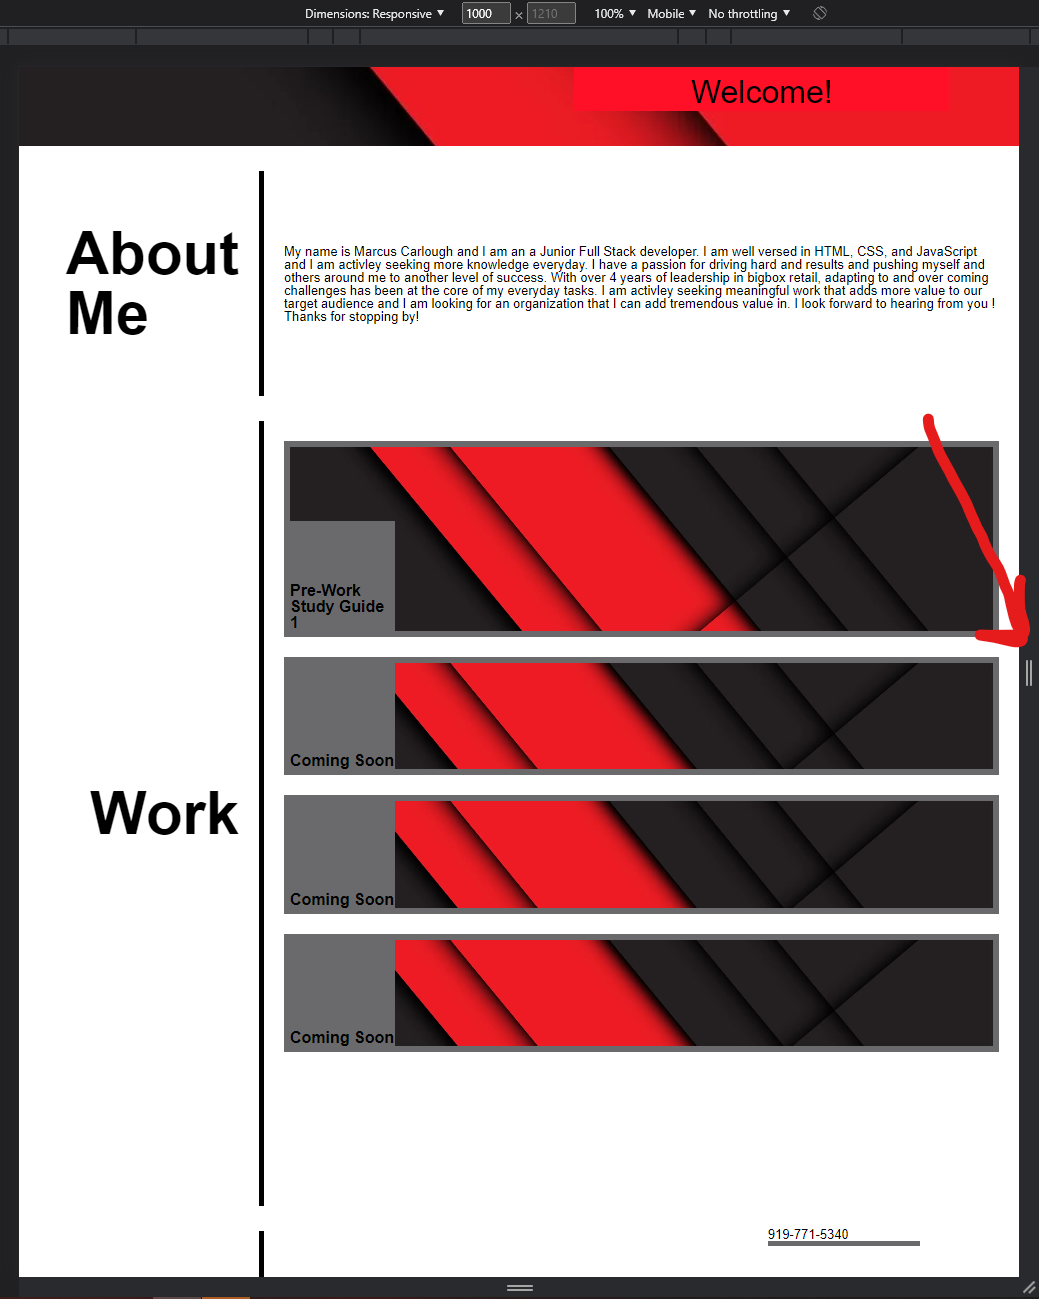 Dimensions: Responsive 1000 × 1210 100% Mobile No throttling
Welcome!
About
Me
My name is Marcus Carlough and I am an a Junior Full Stack developer. I am well versed in HTML, CSS, and JavaScript
and I am activley seeking more knowledge everyday. I have a passion for driving hard and results and pushing myself and
others around me to another level of success. With over 4 years of leadership in bigbox retail, adapting to and over coming
challenges has been at the core of my everyday tasks. I am activley seeking meaningful work that adds more value to our
target audience and I am looking for an organization that I can add tremendous value in. I look forward to hearing from you !
Thanks for stopping by!
Work
Pre-Work
Study Guide
1
Coming Soon
Coming Soon
Coming Soon
919-771-5340